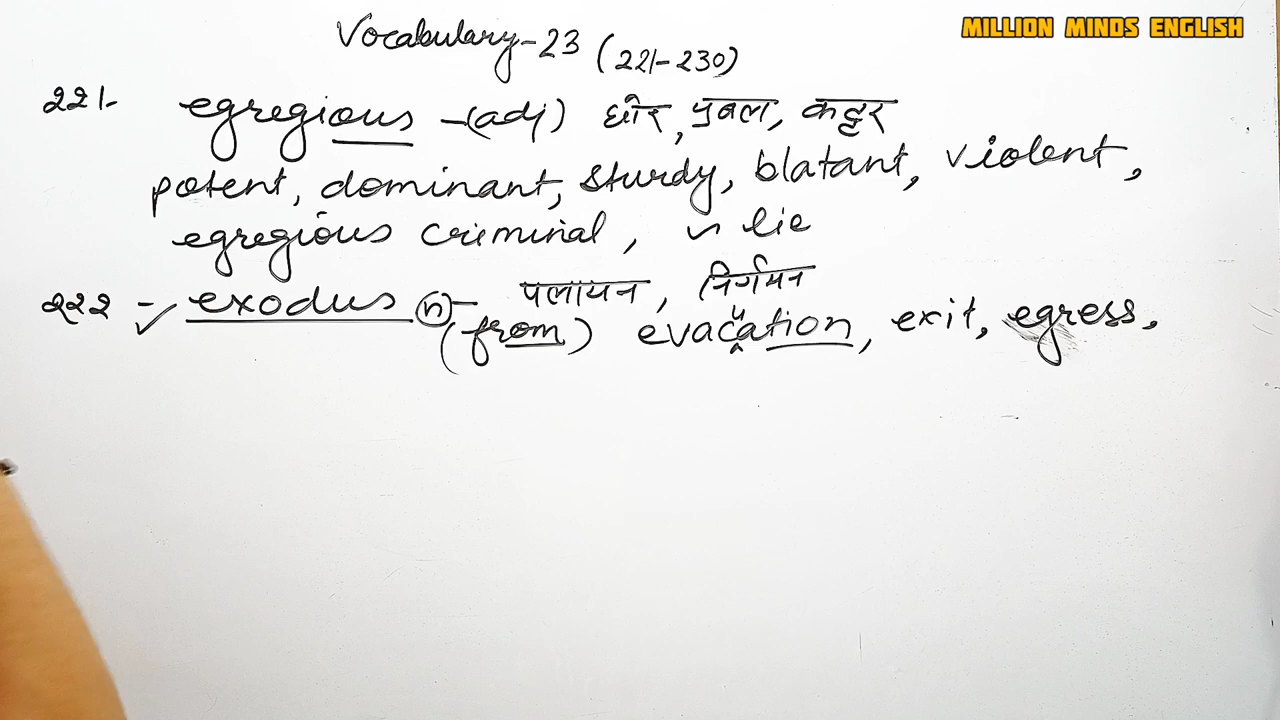 MILLION MINDS ENGLISH
Vocabulary-23 (221-230)
221- egregious -(adj) घोर, प्रबल, कट्टर
potent, dominant, sturdy, blatant, violent,
egregious criminal, " lie
222 - ✓ exodus (n)- पलायन, निर्गमन
(from) evacuation, exit, egress,